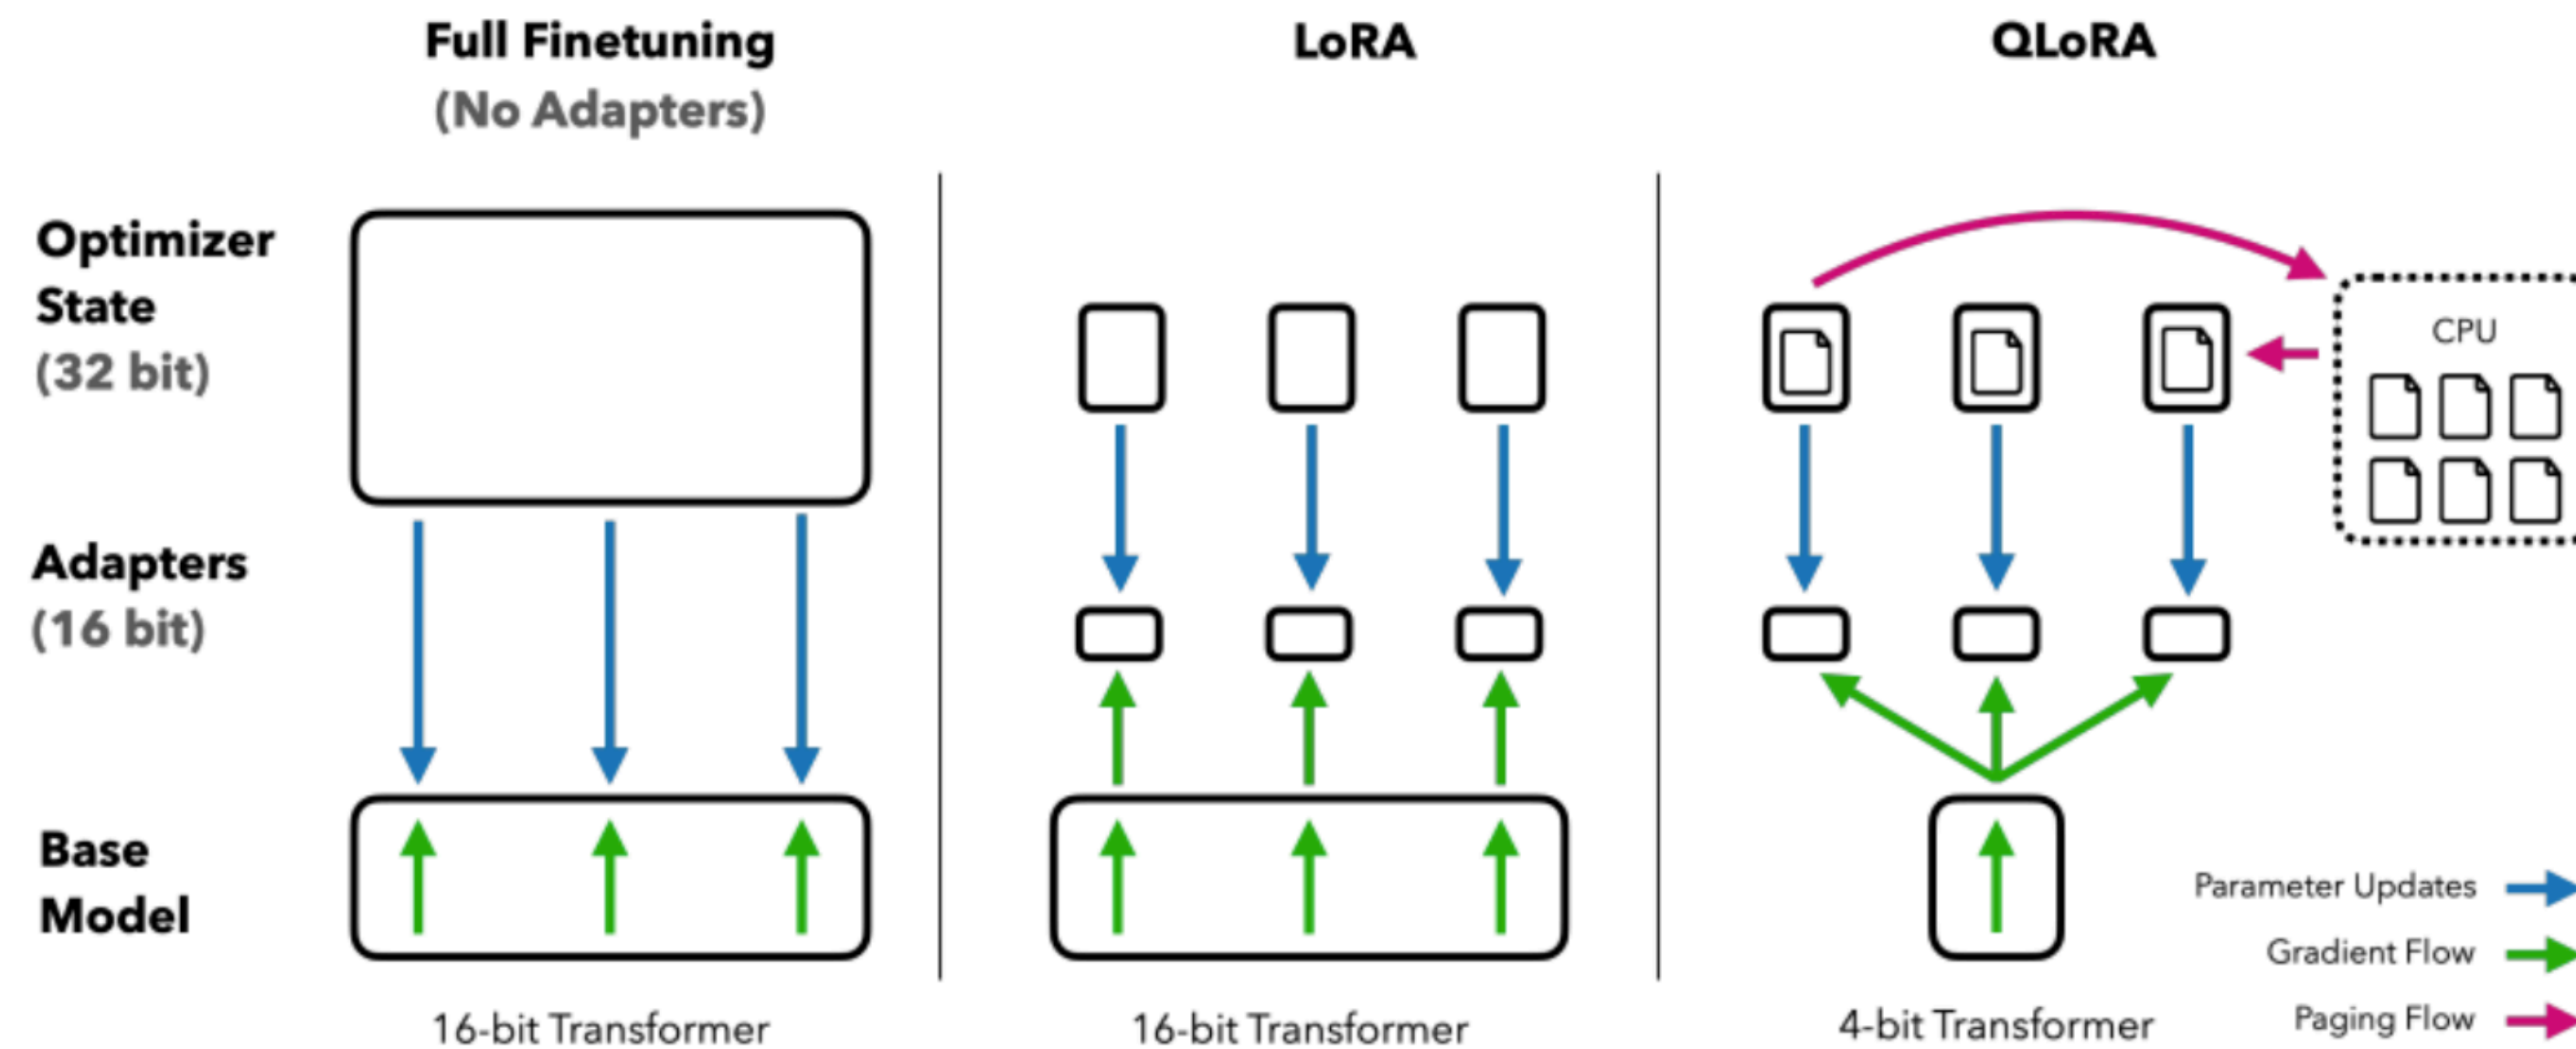 Full Finetuning
(No Adapters)
LoRA
QLoRA
Optimizer
State
(32 bit)
CPU
Adapters
(16 bit)
Base
Model
Parameter Updates
Gradient Flow
Paging Flow
16-bit Transformer
16-bit Transformer
4-bit Transformer